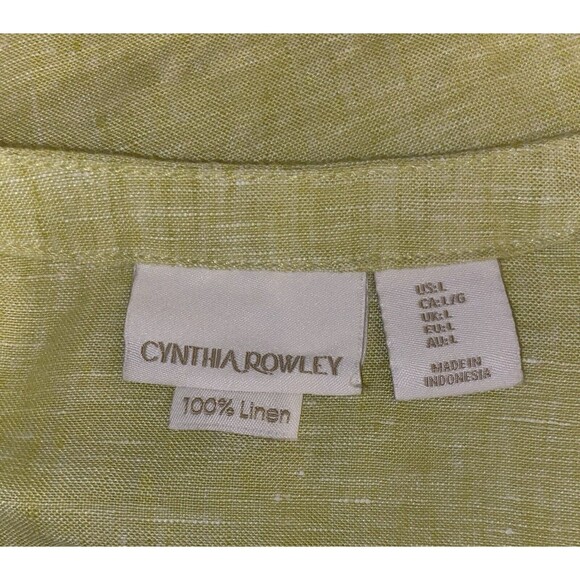 CYNTHIA ROWLEY
100% Linen
US:L
CA:L/G
UK:L
EU:L
AU:L
MADE IN
INDONESIA